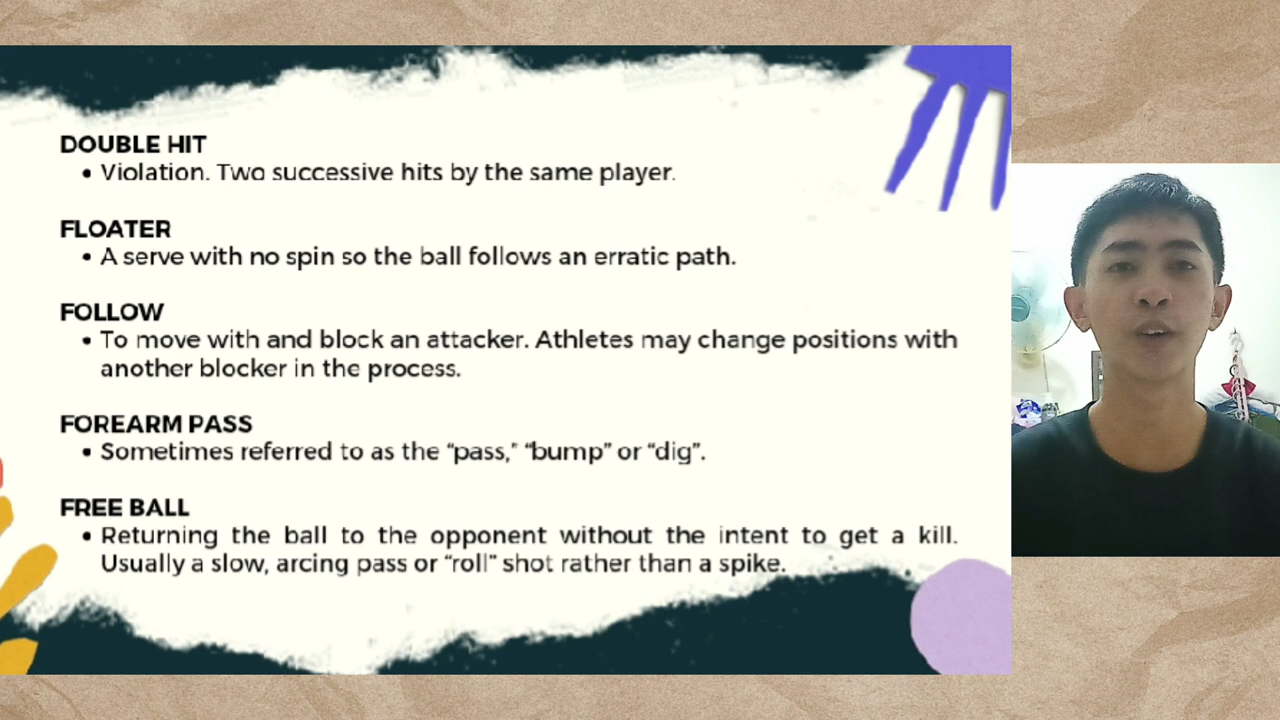 DOUBLE HIT
• Violation. Two successive hits by the same player.
FLOATER
• A serve with no spin so the ball follows an erratic path.
FOLLOW
• To move with and block an attacker. Athletes may change positions with
another blocker in the process.
FOREARM PASS
• Sometimes referred to as the “pass,” “bump” or “dig”.
FREE BALL
• Returning the ball to the opponent without the intent to get a kill.
Usually a slow, arcing pass or “roll” shot rather than a spike.